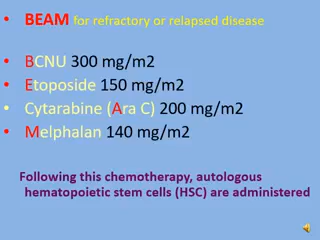 • BEAM for refractory or relapsed disease
• BCNU 300 mg/m2
• Etoposide 150 mg/m2
• Cytarabine (Ara C) 200 mg/m2
• Melphalan 140 mg/m2
Following this chemotherapy, autologous
hematopoietic stem cells (HSC) are administered